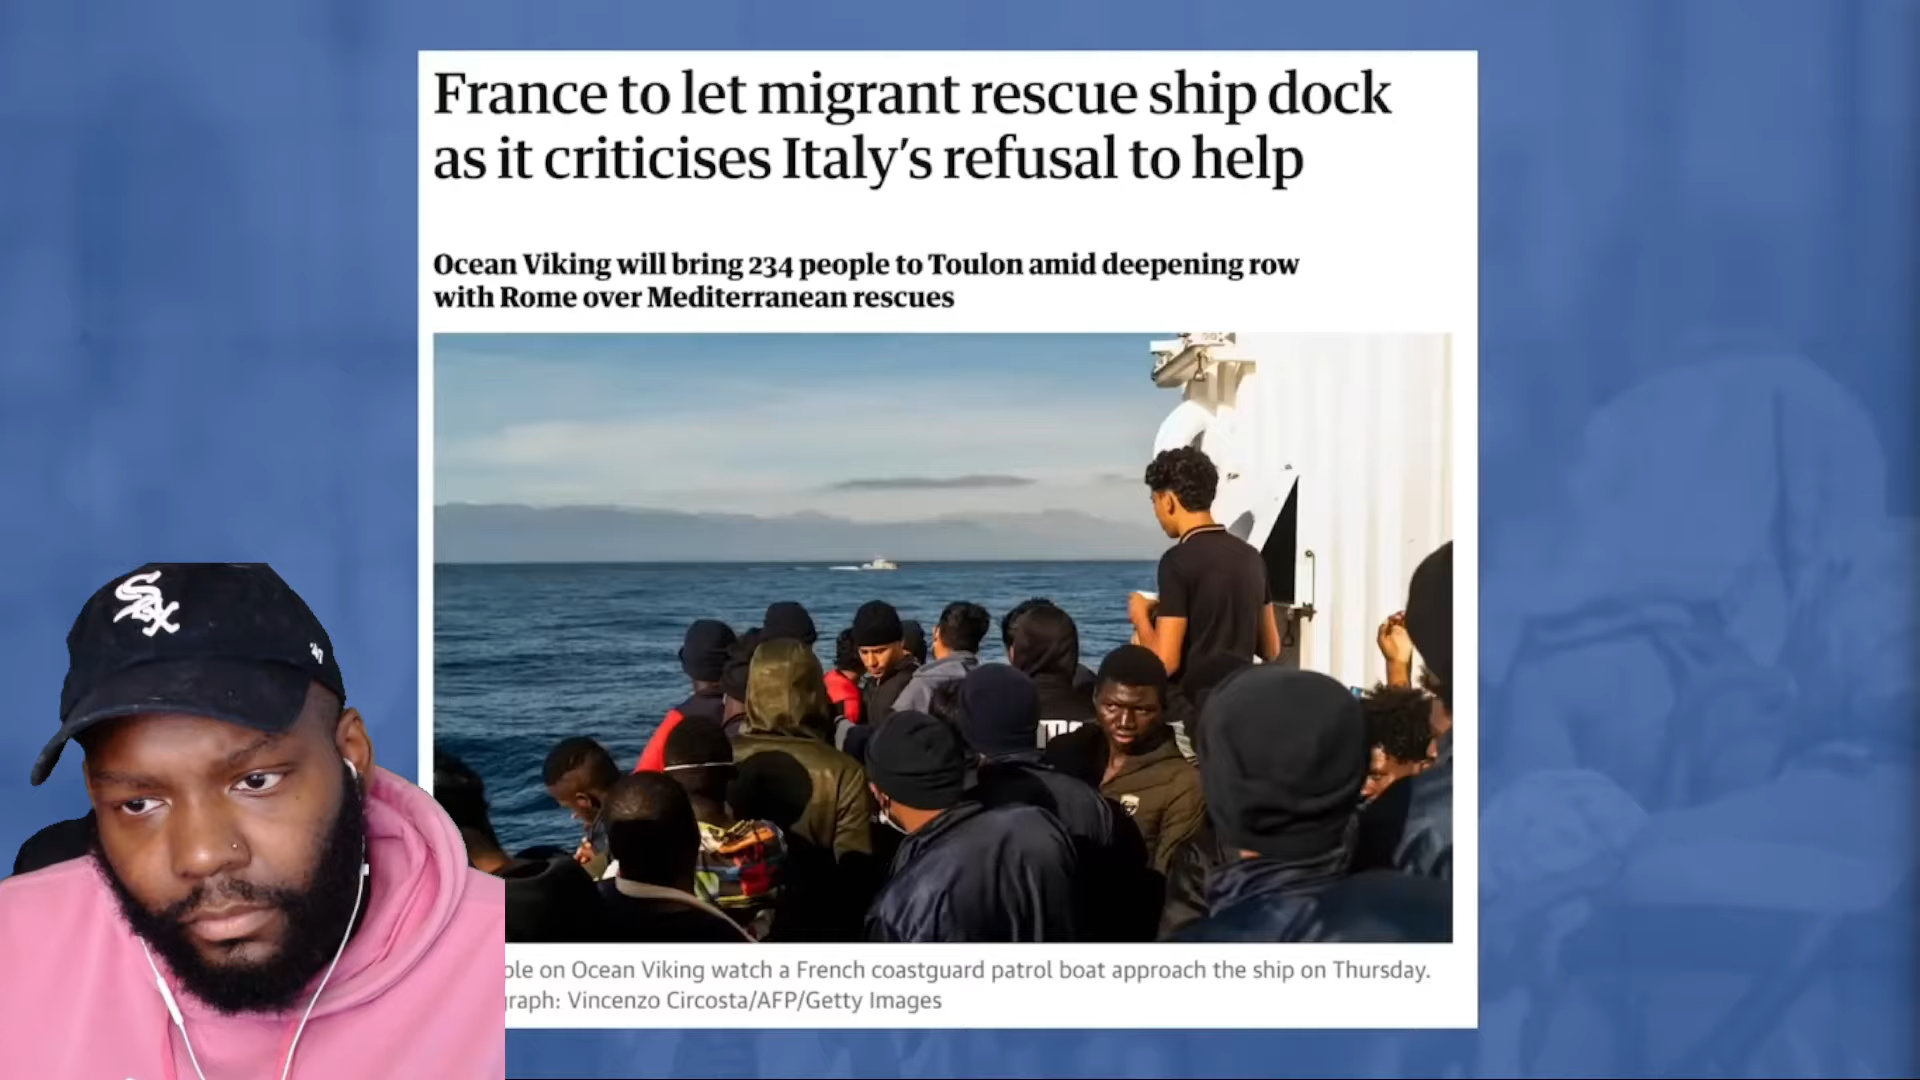 France to let migrant rescue ship dock
as it criticises Italy's refusal to help
Ocean Viking will bring 234 people to Toulon amid deepening row
with Rome over Mediterranean rescues
Sox
'47
on Ocean Viking watch a French coastguard patrol boat approach the ship on Thursday.
Vincenzo Circosta/AFP/Getty Images